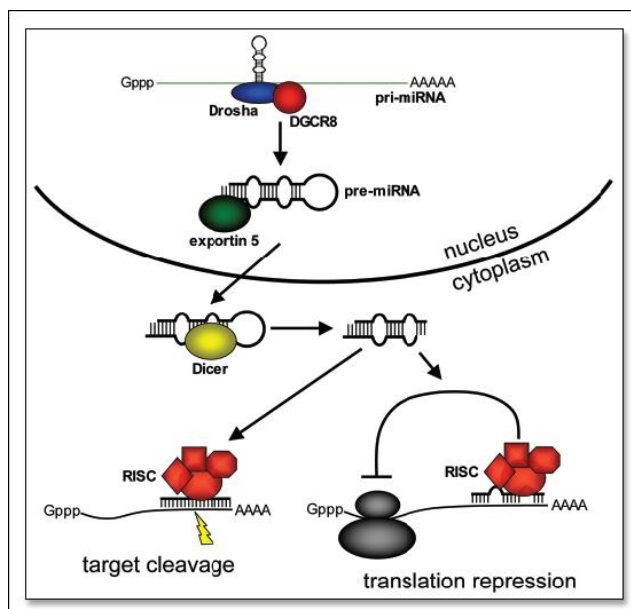 Gppp
AAAAA
pri-miRNA
Drosha
DGCR8
pre-miRNA
exportin 5
nucleus
cytoplasm
Dicer
RISC
RISC
Gppp
AAAA
Gppp
AAAA
target cleavage
translation repression